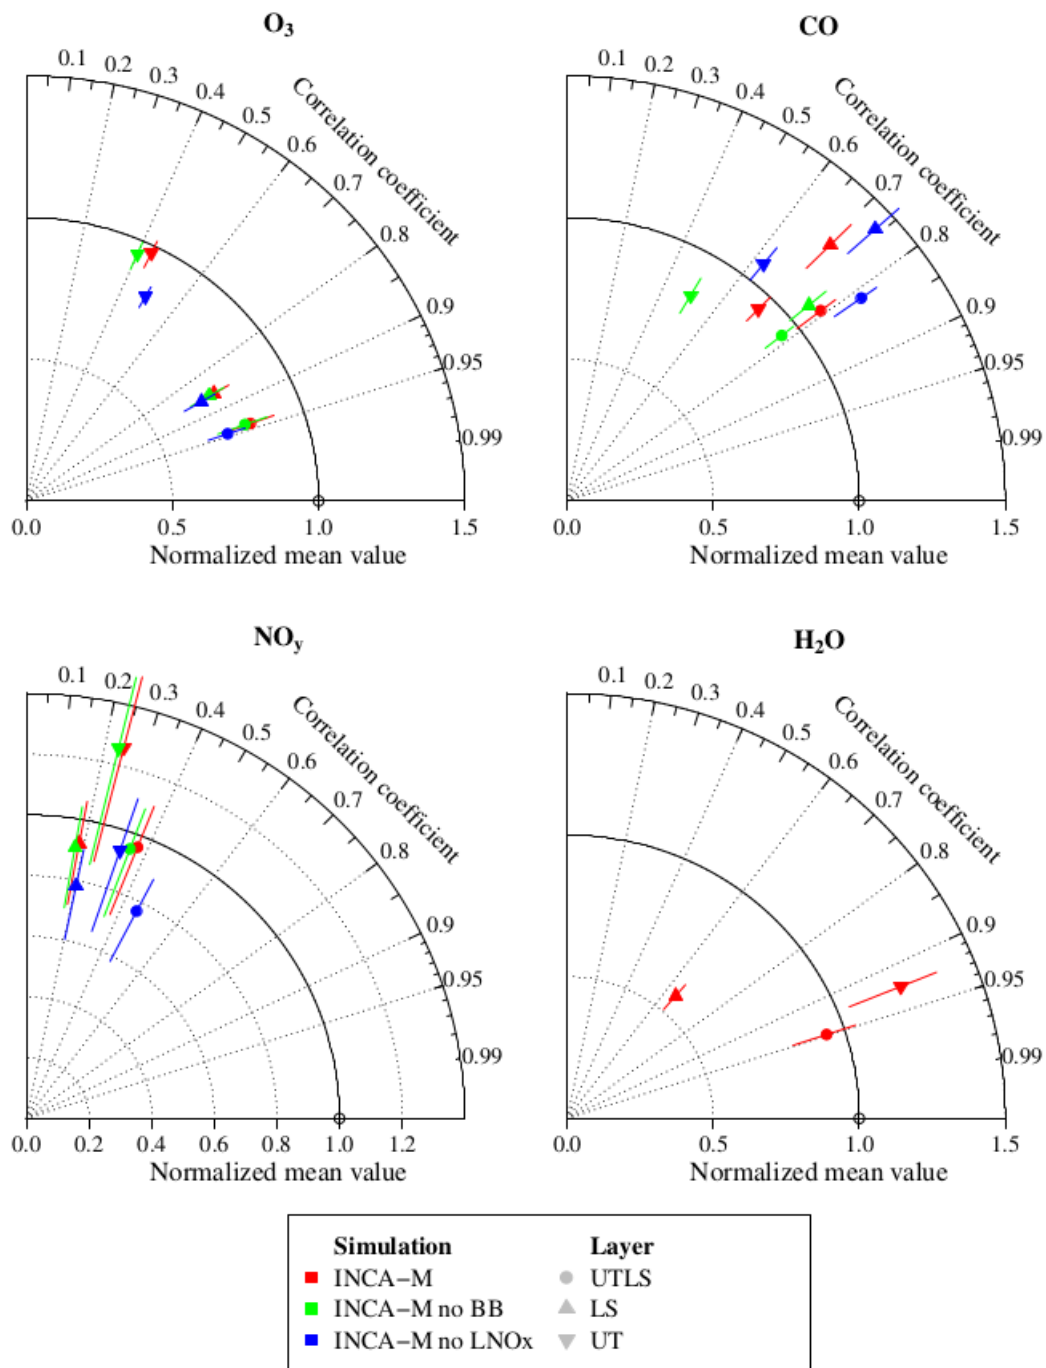 O3
0.1 0.2 0.3 0.4 0.5 0.6 0.7 0.8 0.9 0.95 0.99
Correlation coefficient
0.0 0.5 1.0 1.5
Normalized mean value
CO
0.1 0.2 0.3 0.4 0.5 0.6 0.7 0.8 0.9 0.95 0.99
Correlation coefficient
0.0 0.5 1.0 1.5
Normalized mean value
NOy
0.1 0.2 0.3 0.4 0.5 0.6 0.7 0.8 0.9 0.95 0.99
Correlation coefficient
0.0 0.2 0.4 0.6 0.8 1.0 1.2
Normalized mean value
H2O
0.1 0.2 0.3 0.4 0.5 0.6 0.7 0.8 0.9 0.95 0.99
Correlation coefficient
0.0 0.5 1.0 1.5
Normalized mean value
Simulation Layer
INCA−M UTLS
INCA−M no BB LS
INCA−M no LNOx UT